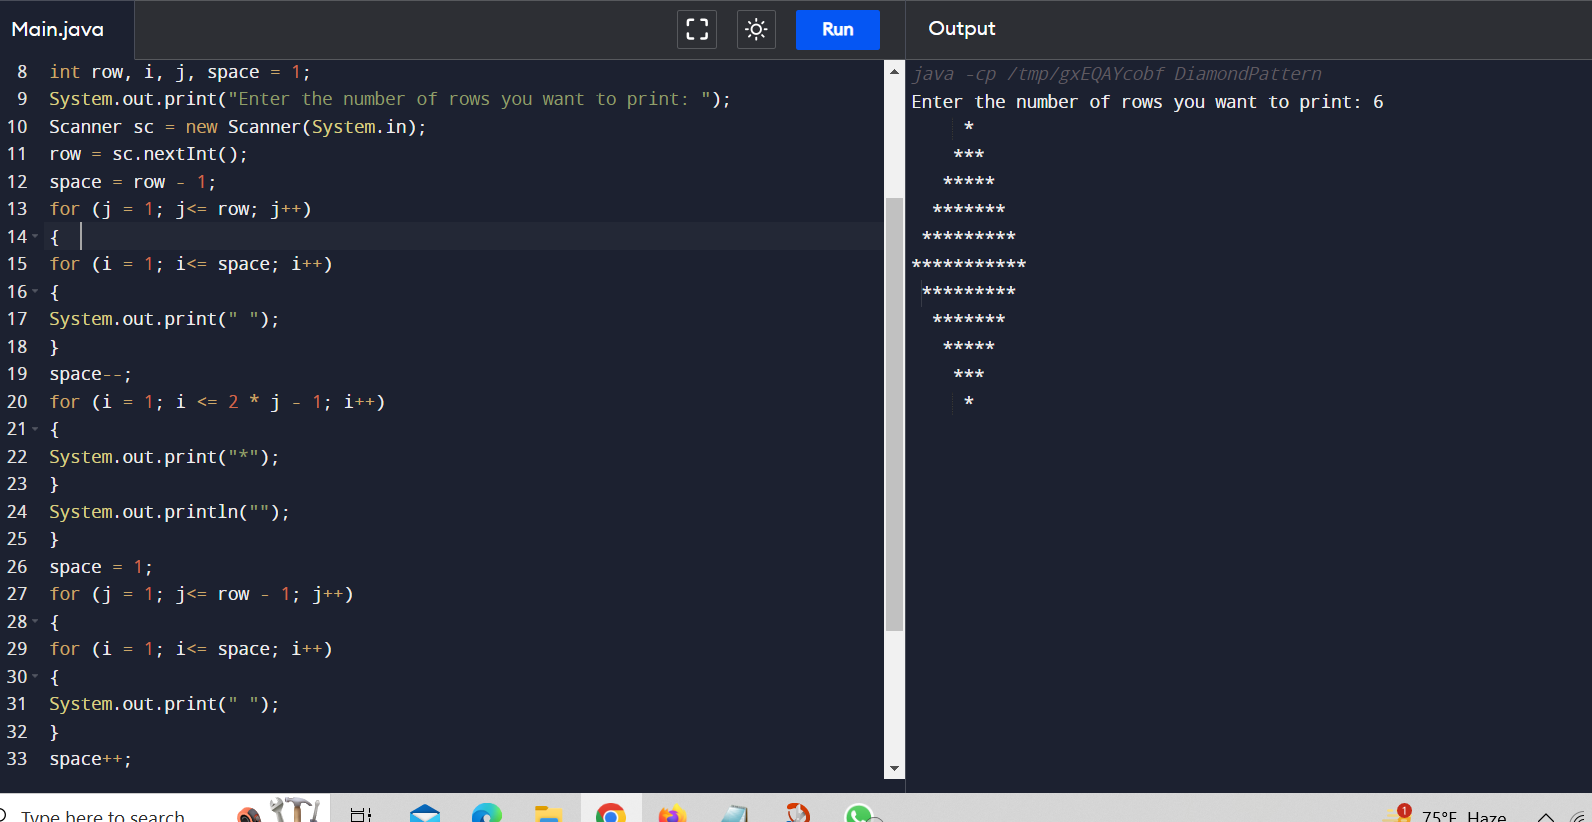 Main.java
Run
Output
8 int row, i, j, space = 1;
9 System.out.print("Enter the number of rows you want to print: ");
10 Scanner sc = new Scanner(System.in);
11 row = sc.nextInt();
12 space = row - 1;
13 for (j = 1; j<= row; j++)
14 {
15 for (i = 1; i<= space; i++)
16 {
17 System.out.print(" ");
18 }
19 space--;
20 for (i = 1; i <= 2 * j - 1; i++)
21 {
22 System.out.print("*");
23 }
24 System.out.println("");
25 }
26 space = 1;
27 for (j = 1; j<= row - 1; j++)
28 {
29 for (i = 1; i<= space; i++)
30 {
31 System.out.print(" ");
32 }
33 space++;
java -cp /tmp/gxEQAYcobf DiamondPattern
Enter the number of rows you want to print: 6
     *
    ***
   *****
  *******
 *********
***********
 *********
  *******
   *****
    ***
     *
Type here to search
1
75°F Haze